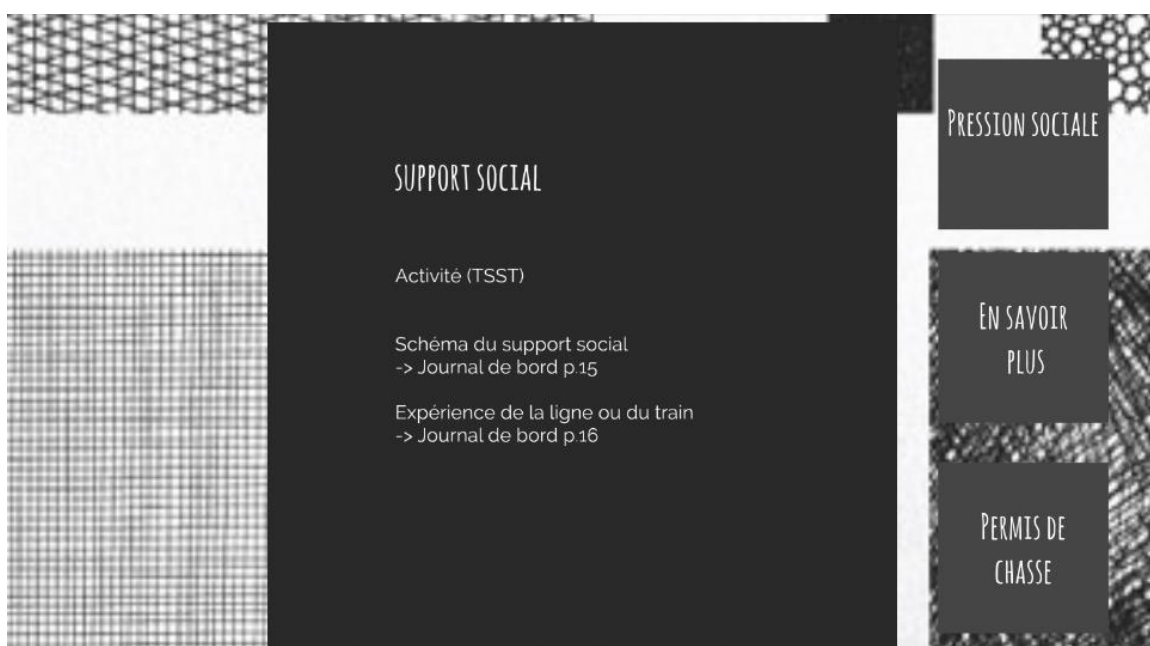 SUPPORT SOCIAL
Activité (TSST)
Schéma du support social
-> Journal de bord p.15
Expérience de la ligne ou du train
-> Journal de bord p.16
PRESSION SOCIALE
EN SAVOIR
PLUS
PERMIS DE
CHASSE